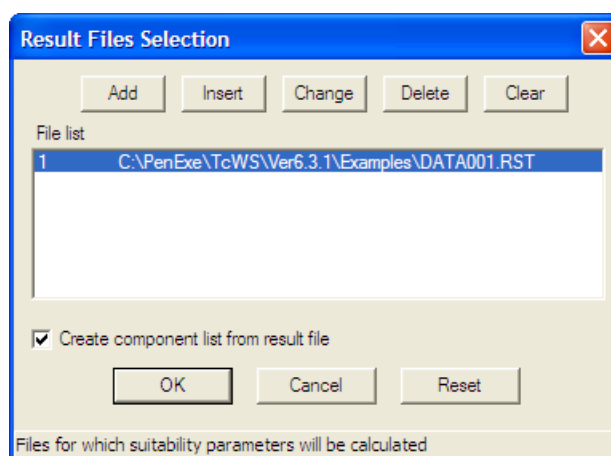 Result Files Selection
Add Insert Change Delete Clear
File list
1 C:\PenExe\TcWS\Ver6.3.1\Examples\DATA001.RST
Create component list from result file
OK Cancel Reset
Files for which suitability parameters will be calculated